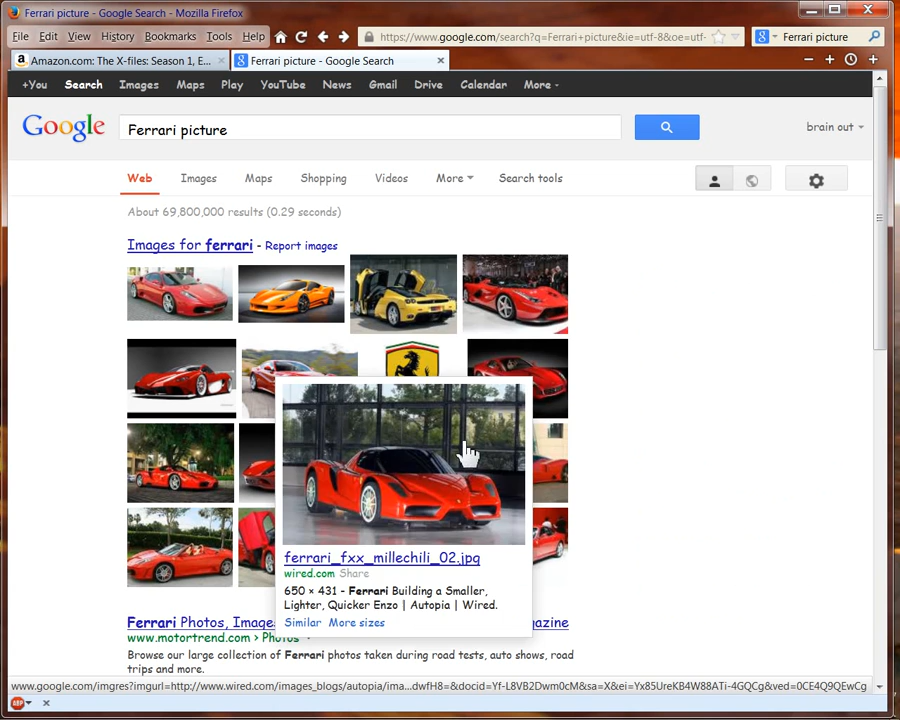 Ferrari picture - Google Search - Mozilla Firefox
File Edit View History Bookmarks Tools Help
https://www.google.com/search?q=Ferrari+picture&ie=utf-8&oe=utf-
Ferrari picture
Amazon.com: The X-files: Season 1, E...
Ferrari picture - Google Search
+You Search Images Maps Play YouTube News Gmail Drive Calendar More
Google
Ferrari picture
brain out
Web Images Maps Shopping Videos More Search tools
About 69,800,000 results (0.29 seconds)
Images for ferrari - Report images
ferrari_fxx_millechili_02.jpg
wired.com Share
650 × 431 - Ferrari Building a Smaller,
Lighter, Quicker Enzo | Autopia | Wired.
Similar More sizes
Ferrari Photos, Images
azine
www.motortrend.com › Photos
Browse our large collection of Ferrari photos taken during road tests, auto shows, road
trips and more.
www.google.com/imgres?imgurl=http://www.wired.com/images_blogs/autopia/ima...dwfH8=&docid=Yf-L8VB2Dwm0cM&sa=X&ei=Yx85UreKB4W88ATi-4GQCg&ved=0CE4Q9QEwCg
ABP